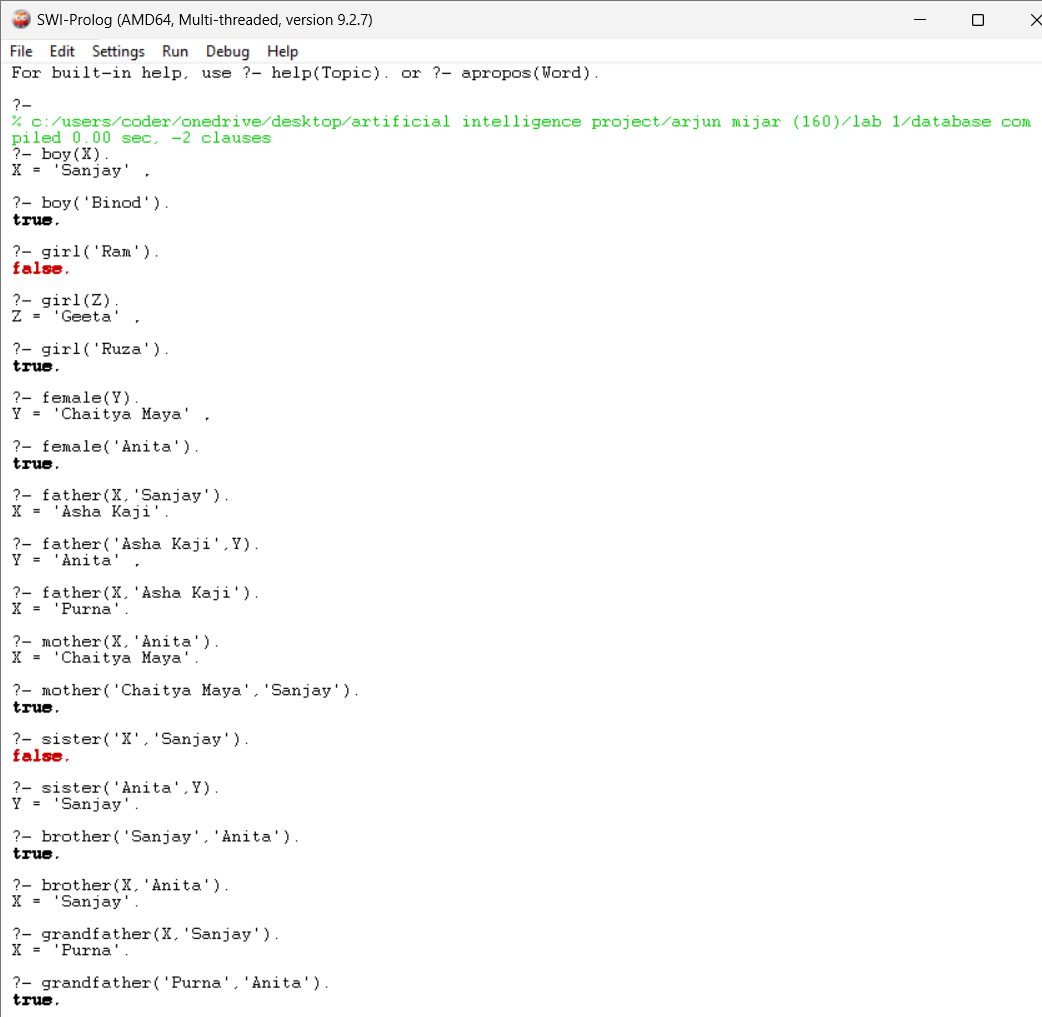 SWI-Prolog (AMD64, Multi-threaded, version 9.2.7)
File Edit Settings Run Debug Help
For built-in help, use ?- help(Topic). or ?- apropos(Word).
?-
% c:/users/coder/onedrive/desktop/artificial intelligence project/arjun mijar (160)/lab 1/database com
piled 0.00 sec, -2 clauses
?- boy(X).
X = 'Sanjay' .
?- boy('Binod').
true.
?- girl('Ram').
false.
?- girl(Z).
Z = 'Geeta' .
?- girl('Ruza').
true.
?- female(Y).
Y = 'Chaitya Maya' .
?- female('Anita').
true.
?- father(X,'Sanjay').
X = 'Asha Kaji'.
?- father('Asha Kaji',Y).
Y = 'Anita' .
?- father(X,'Asha Kaji').
X = 'Purna'.
?- mother(X,'Anita').
X = 'Chaitya Maya'.
?- mother('Chaitya Maya','Sanjay').
true.
?- sister('X','Sanjay').
false.
?- sister('Anita',Y).
Y = 'Sanjay'.
?- brother('Sanjay','Anita').
true.
?- brother(X,'Anita').
X = 'Sanjay'.
?- grandfather(X,'Sanjay').
X = 'Purna'.
?- grandfather('Purna','Anita').
true.